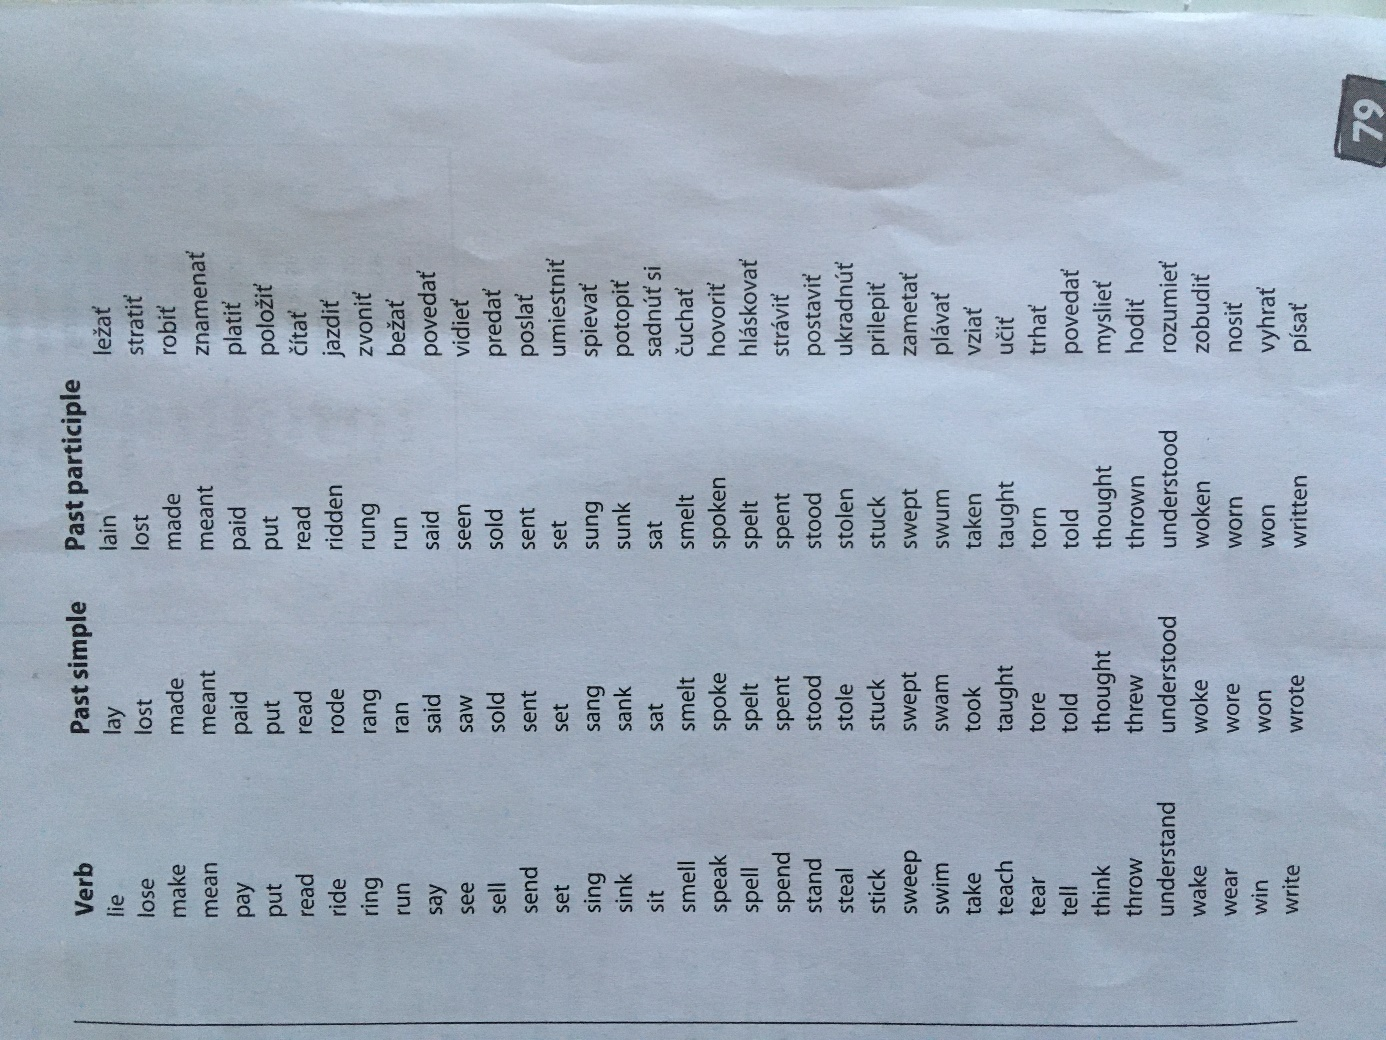 Verb Past simple Past participle
lie lay lain ležať
lose lost lost stratiť
make made made robiť
mean meant meant znamenať
pay paid paid platiť
put put put položiť
read read read čítať
ride rode ridden jazdiť
ring rang rung zvoniť
run ran run bežať
say said said povedať
see saw seen vidieť
sell sold sold predať
send sent sent poslať
set set set umiestniť
sing sang sung spievať
sink sank sunk potopiť
sit sat sat sadnúť si
smell smelt smelt čuchať
speak spoke spoken hovoriť
spell spelt spelt hláskovať
spend spent spent stráviť
stand stood stood postaviť
steal stole stolen ukradnúť
stick stuck stuck prilepiť
sweep swept swept zametať
swim swam swum plávať
take took taken vziať
teach taught taught učiť
tear tore torn trhať
tell told told povedať
think thought thought myslieť
throw threw thrown hodiť
understand understood understood rozumieť
wake woke woken zobudiť
wear wore worn nosiť
win won won vyhrať
write wrote written písať
79